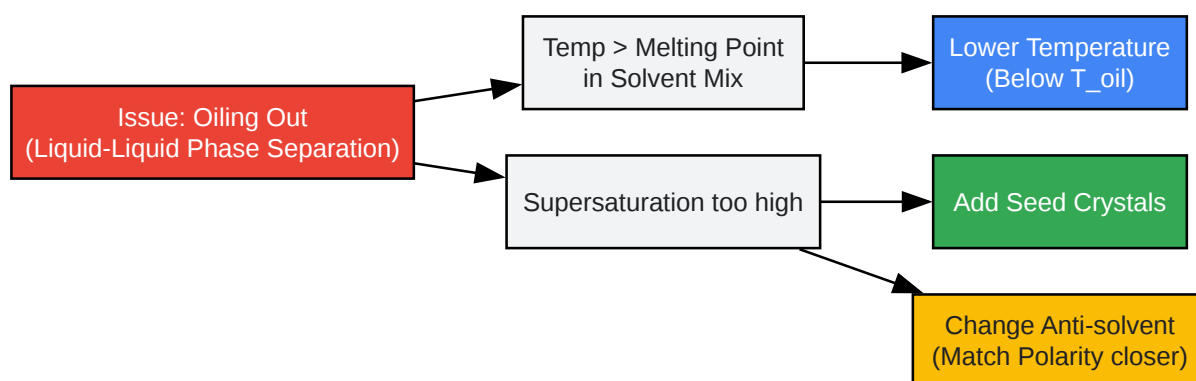 Issue: Oiling Out
(Liquid-Liquid Phase Separation)
Temp > Melting Point
in Solvent Mix
Lower Temperature
(Below T_oil)
Supersaturation too high
Add Seed Crystals
Change Anti-solvent
(Match Polarity closer)